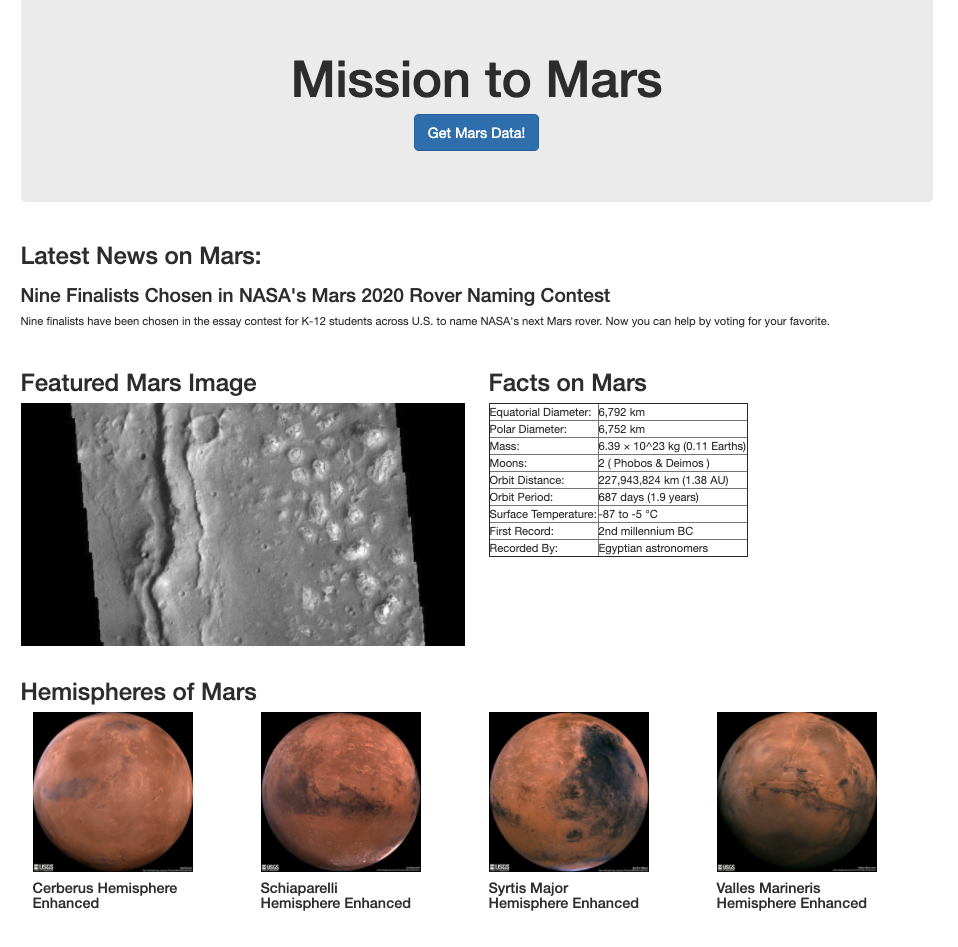 Mission to Mars
Get Mars Data!
Latest News on Mars:
Nine Finalists Chosen in NASA's Mars 2020 Rover Naming Contest
Nine finalists have been chosen in the essay contest for K-12 students across U.S. to name NASA's next Mars rover. Now you can help by voting for your favorite.
Featured Mars Image
Facts on Mars
Equatorial Diameter: 6,792 km
Polar Diameter: 6,752 km
Mass: 6.39 × 10^23 kg (0.11 Earths)
Moons: 2 ( Phobos & Deimos )
Orbit Distance: 227,943,824 km (1.38 AU)
Orbit Period: 687 days (1.9 years)
Surface Temperature: -87 to -5 °C
First Record: 2nd millennium BC
Recorded By: Egyptian astronomers
Hemispheres of Mars
USGS
USGS
USGS
USGS
Cerberus Hemisphere
Enhanced
Schiaparelli
Hemisphere Enhanced
Syrtis Major
Hemisphere Enhanced
Valles Marineris
Hemisphere Enhanced